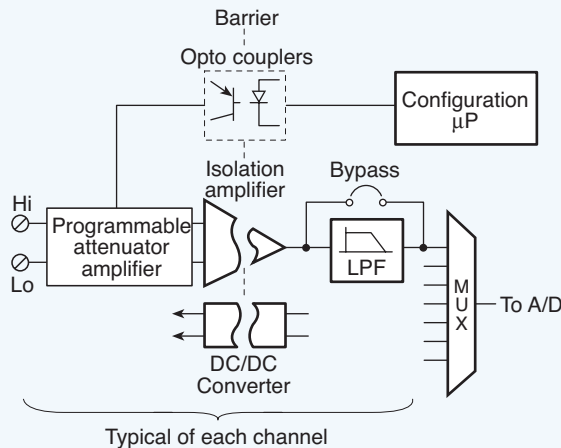 Barrier
Opto couplers
Configuration
μP
Isolation
amplifier
Bypass
Hi
Programmable
attenuator
amplifier
Lo
LPF
MUX
To A/D
DC/DC
Converter
Typical of each channel